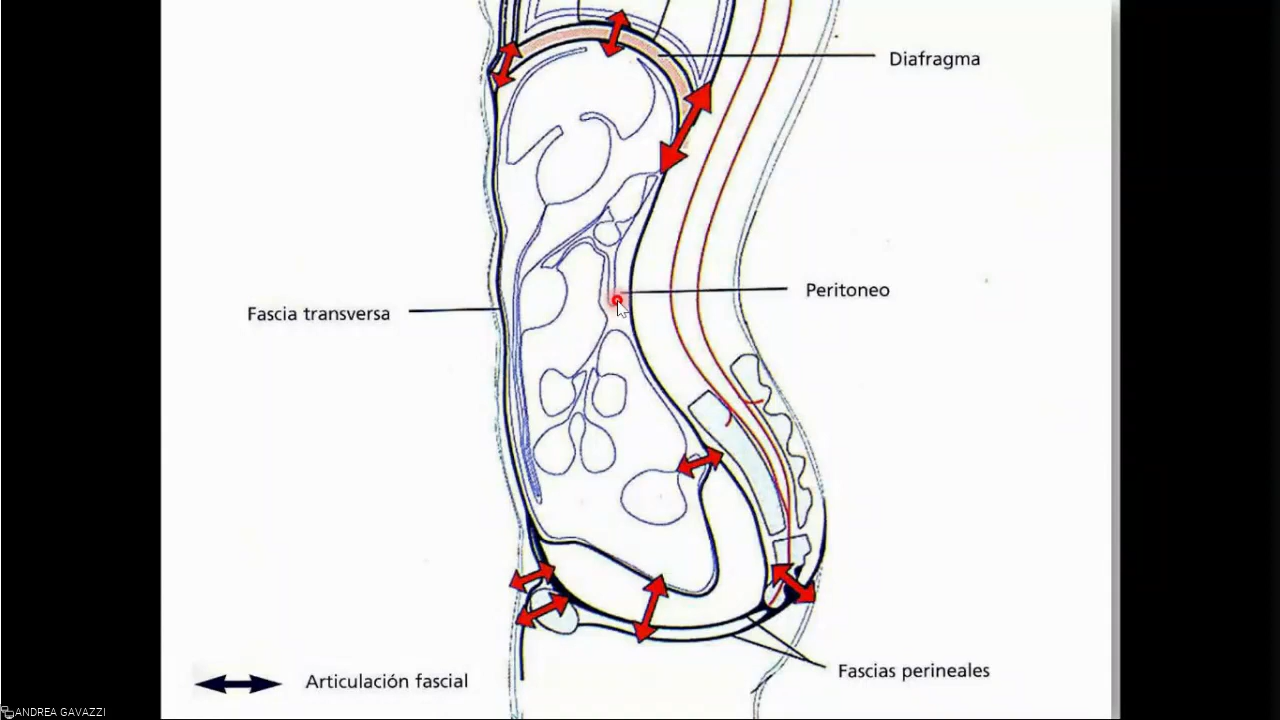 Diafragma
Peritoneo
Fascia transversa
Fascias perineales
Articulación fascial
ANDREA GAVAZZI